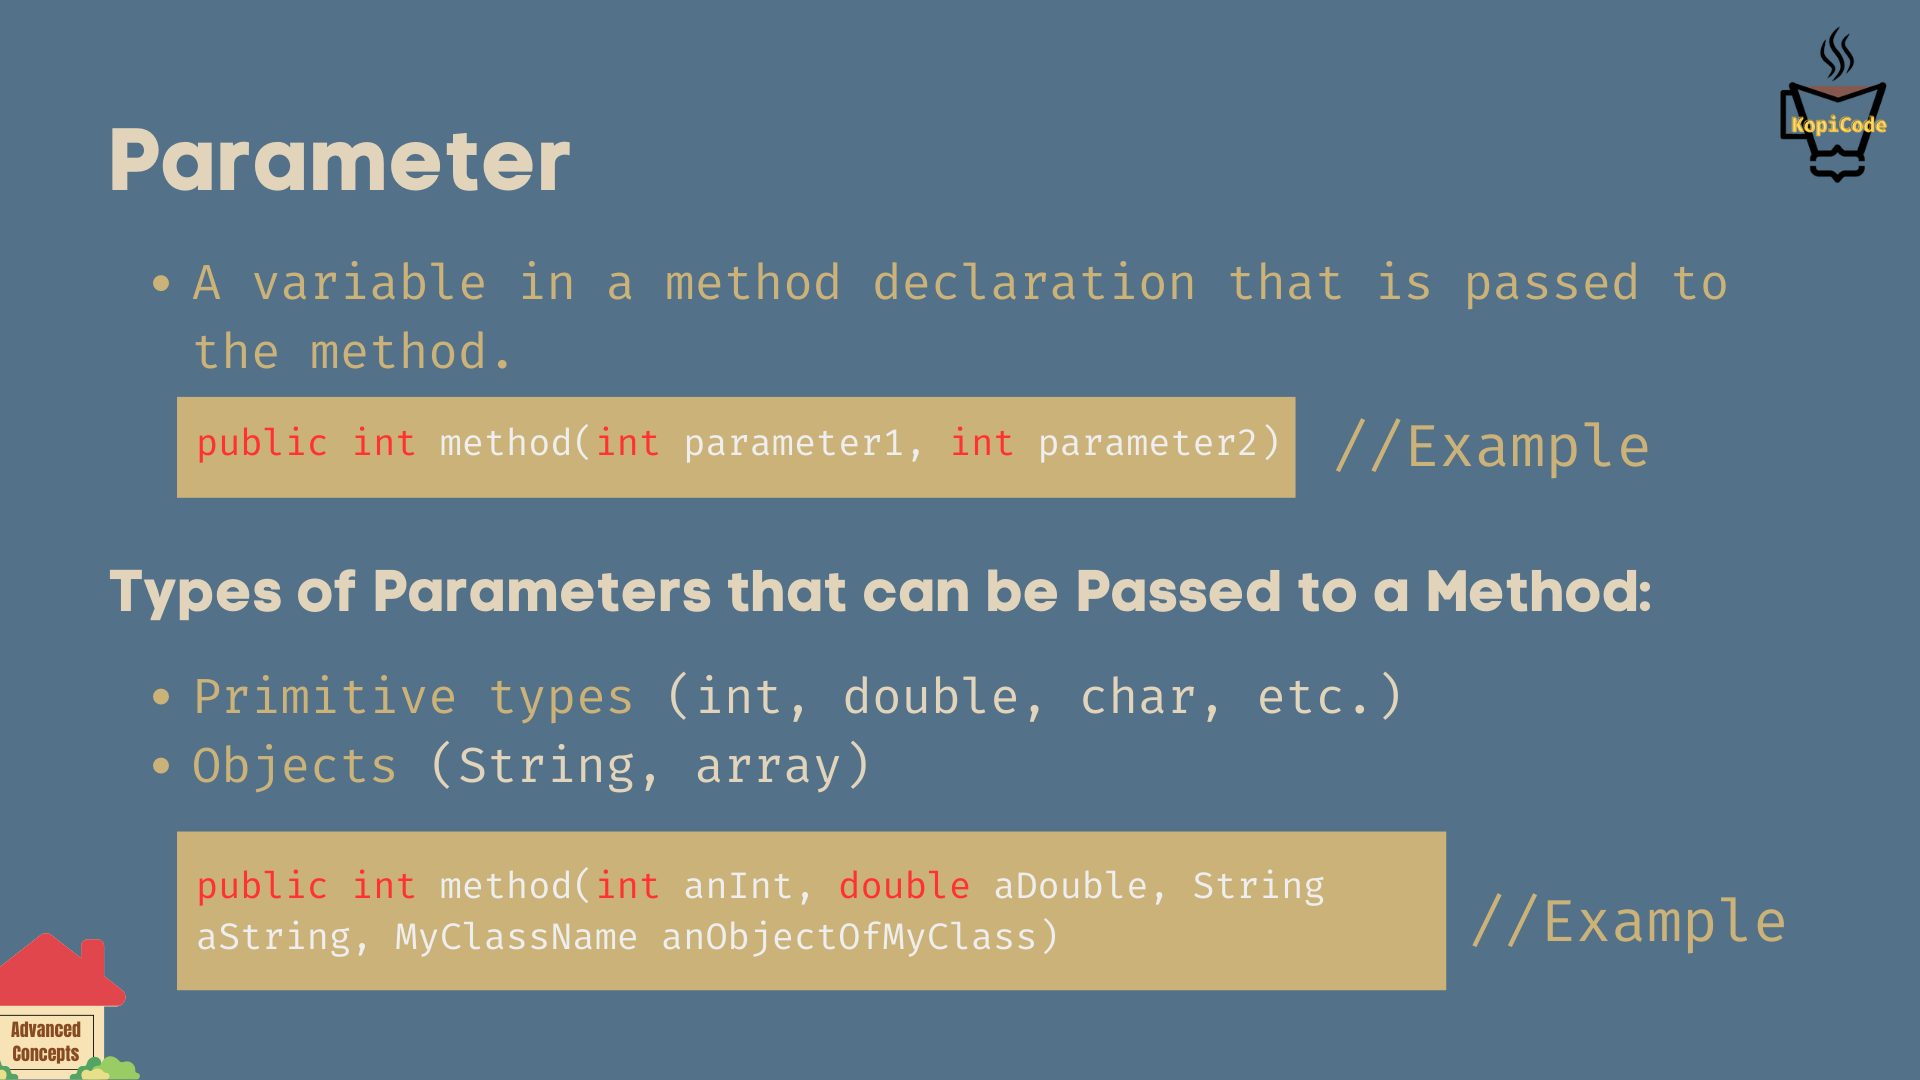 KopiCode
Parameter
• A variable in a method declaration that is passed to
the method.
public int method(int parameter1, int parameter2)
//Example
Types of Parameters that can be Passed to a Method:
• Primitive types (int, double, char, etc.)
• Objects (String, array)
public int method(int anInt, double aDouble, String
aString, MyClassName anObjectOfMyClass)
//Example
Advanced
Concepts